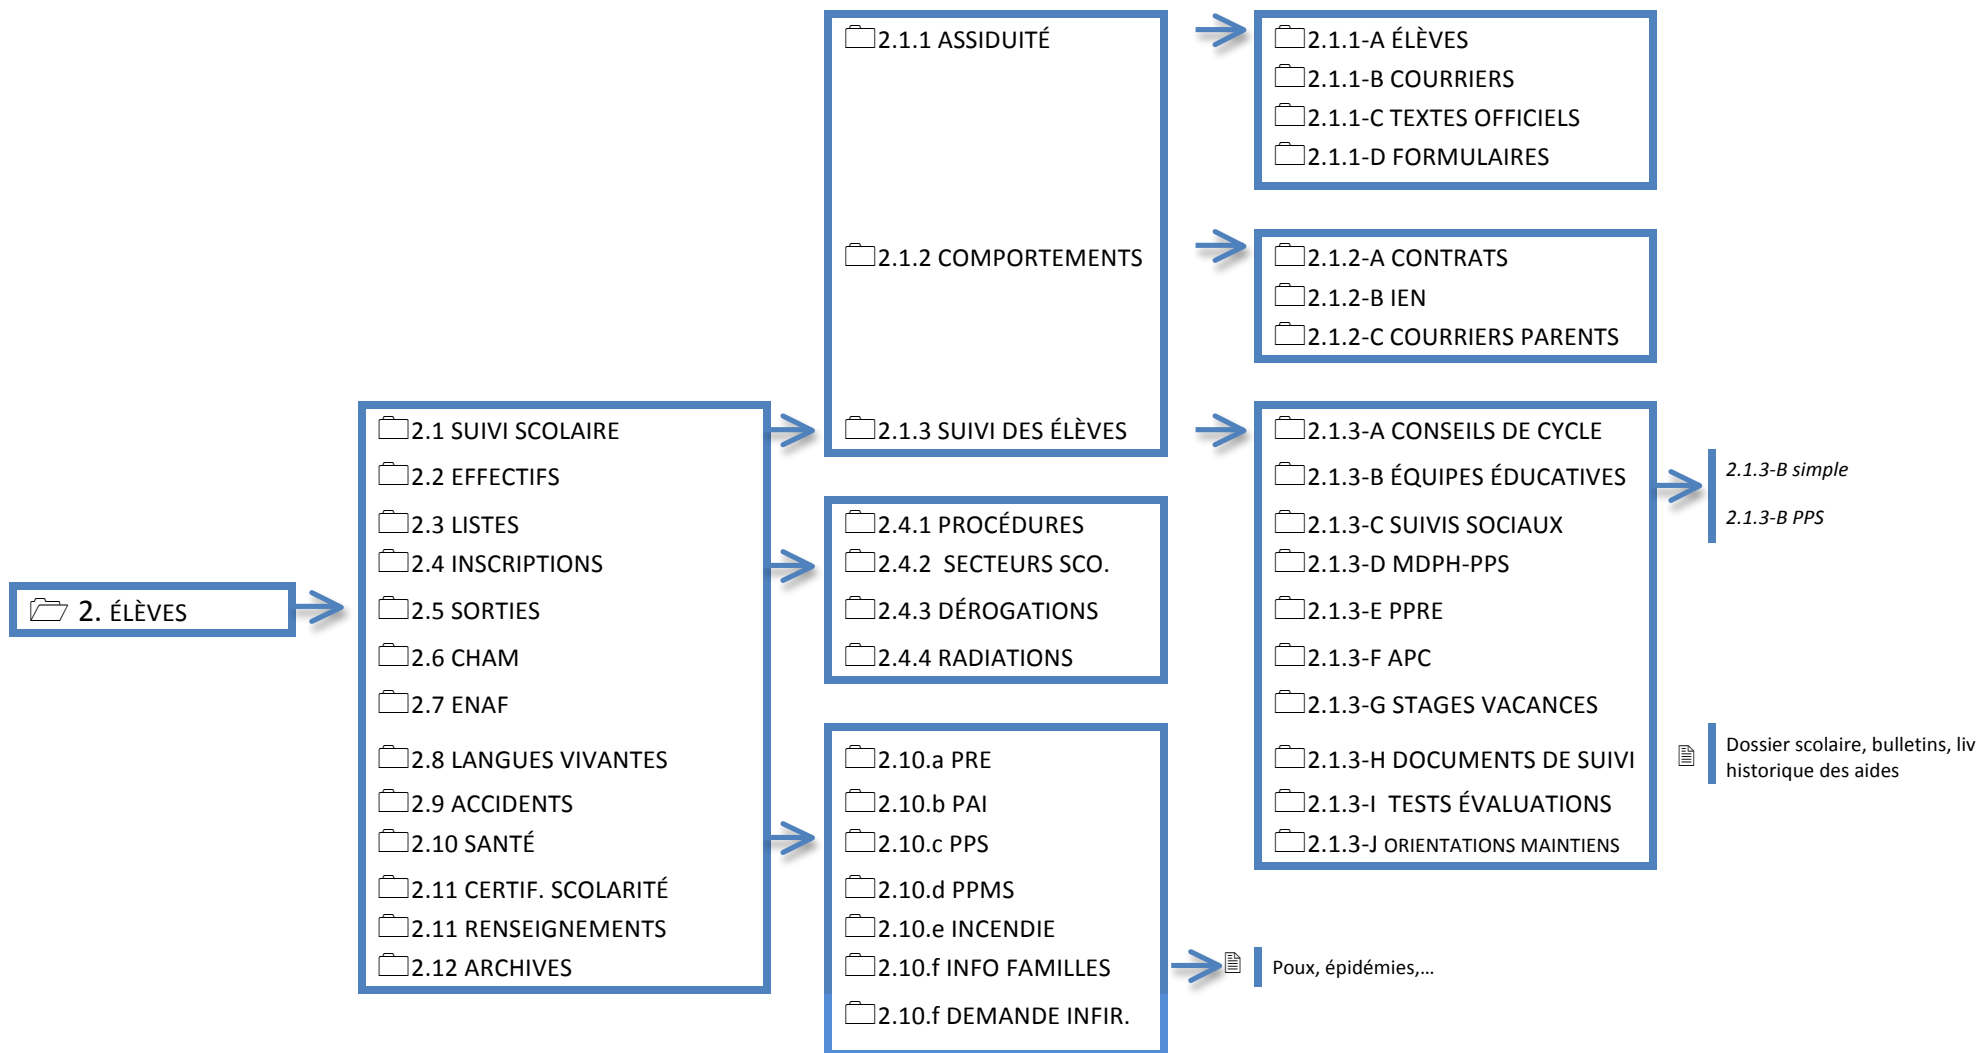 2. ÉLÈVES
2.1 SUIVI SCOLAIRE
2.2 EFFECTIFS
2.3 LISTES
2.4 INSCRIPTIONS
2.5 SORTIES
2.6 CHAM
2.7 ENAF
2.8 LANGUES VIVANTES
2.9 ACCIDENTS
2.10 SANTÉ
2.11 CERTIF. SCOLARITÉ
2.11 RENSEIGNEMENTS
2.12 ARCHIVES
2.1.1 ASSIDUITÉ
2.1.2 COMPORTEMENTS
2.1.3 SUIVI DES ÉLÈVES
2.4.1 PROCÉDURES
2.4.2 SECTEURS SCO.
2.4.3 DÉROGATIONS
2.4.4 RADIATIONS
2.10.a PRE
2.10.b PAI
2.10.c PPS
2.10.d PPMS
2.10.e INCENDIE
2.10.f INFO FAMILLES
2.10.f DEMANDE INFIR.
2.1.1-A ÉLÈVES
2.1.1-B COURRIERS
2.1.1-C TEXTES OFFICIELS
2.1.1-D FORMULAIRES
2.1.2-A CONTRATS
2.1.2-B IEN
2.1.2-C COURRIERS PARENTS
2.1.3-A CONSEILS DE CYCLE
2.1.3-B ÉQUIPES ÉDUCATIVES
2.1.3-C SUIVIS SOCIAUX
2.1.3-D MDPH-PPS
2.1.3-E PPRE
2.1.3-F APC
2.1.3-G STAGES VACANCES
2.1.3-H DOCUMENTS DE SUIVI
2.1.3-I TESTS ÉVALUATIONS
2.1.3-J ORIENTATIONS MAINTIENS
2.1.3-B simple
2.1.3-B PPS
Dossier scolaire, bulletins, liv
historique des aides
Poux, épidémies,...